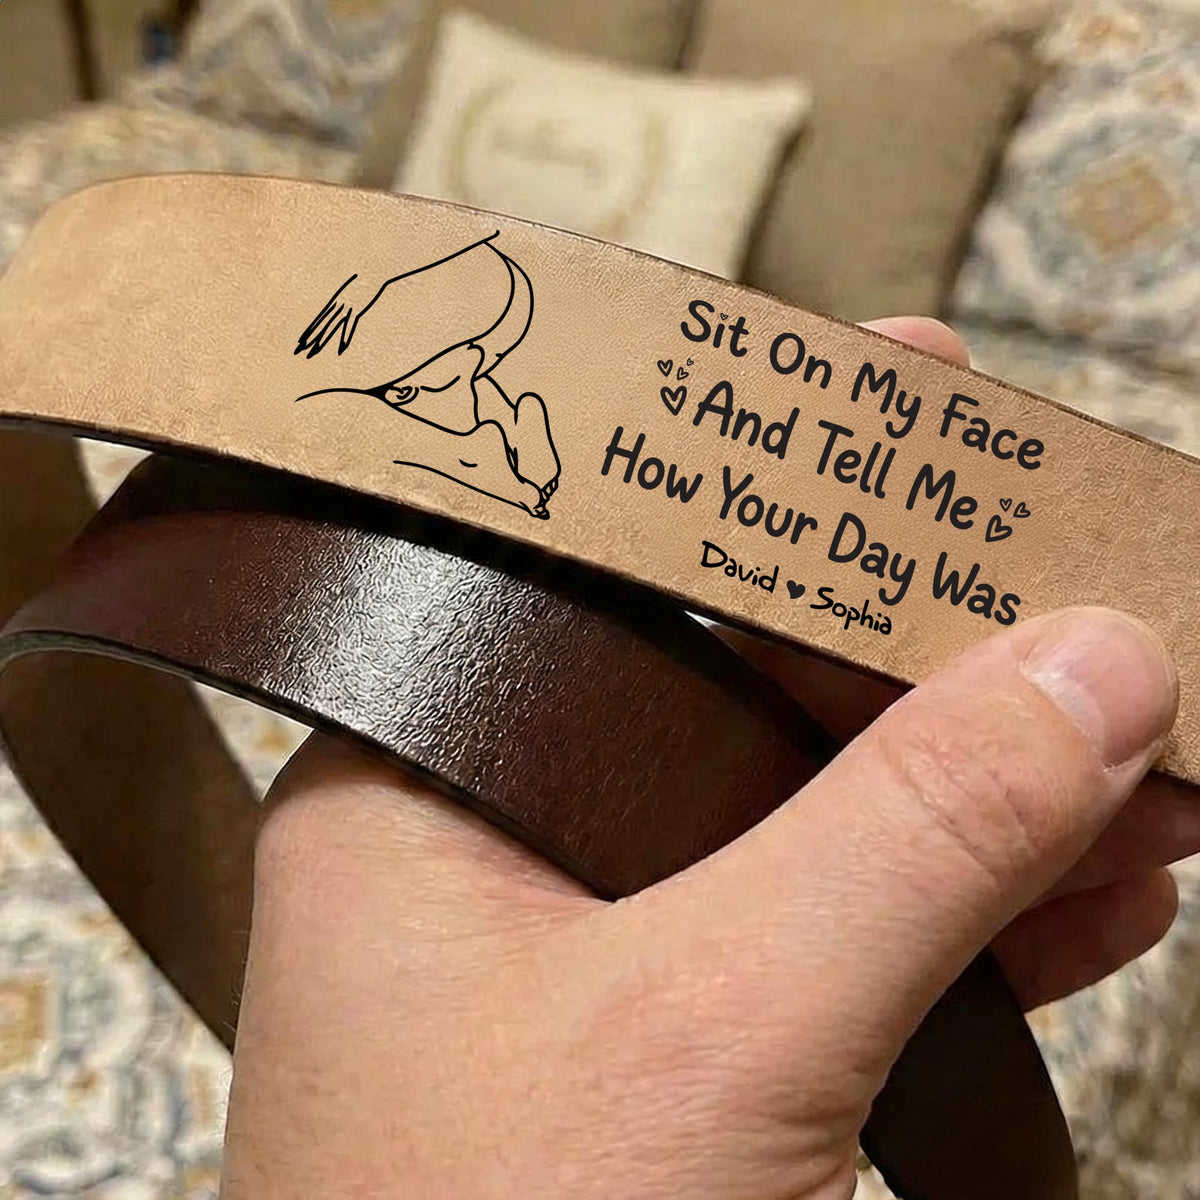 Sit On My Face
And Tell Me
How Your Day Was
David ♥ Sophia